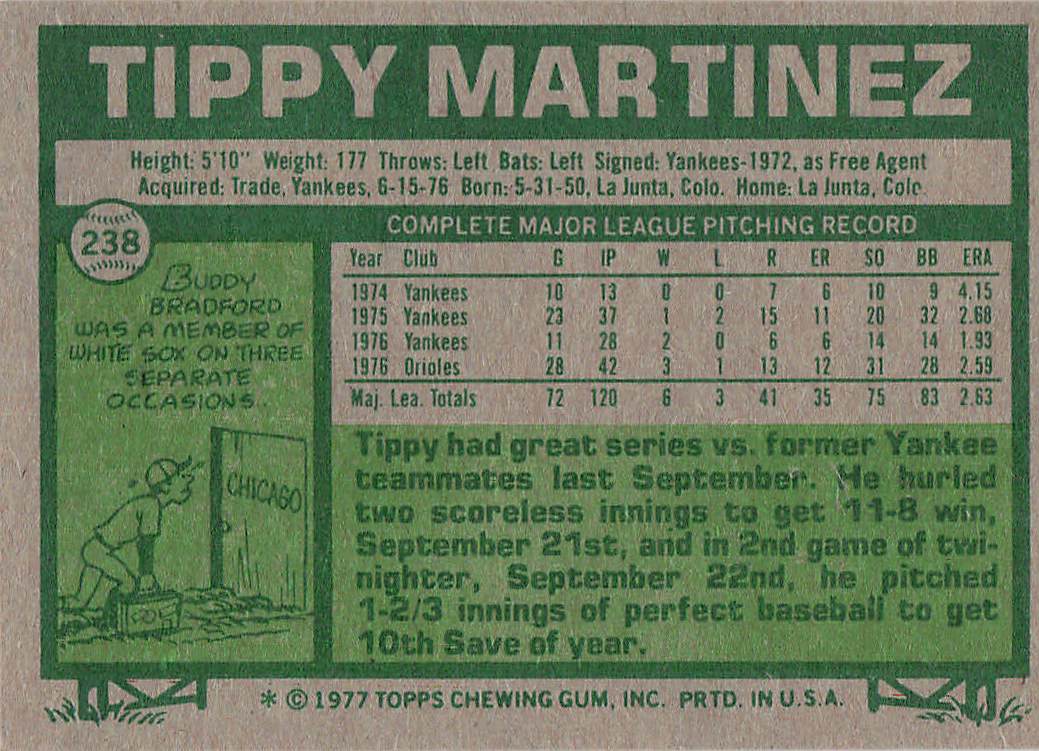 TIPPY MARTINEZ
Height: 5'10" Weight: 177 Throws: Left Bats: Left Signed: Yankees-1972, as Free Agent
Acquired: Trade, Yankees, 6-15-76 Born: 5-31-50, La Junta, Colo. Home: La Junta, Colo
238
BUDDY
BRADFORD
WAS A MEMBER OF
WHITE SOX ON THREE
SEPARATE
OCCASIONS.
CHICAGO
COMPLETE MAJOR LEAGUE PITCHING RECORD
Year Club G IP W L R ER SO BB ERA
1974 Yankees 10 13 0 0 7 6 10 9 4.15
1975 Yankees 23 37 1 2 15 11 20 32 2.68
1976 Yankees 11 28 2 0 6 6 14 14 1.93
1976 Orioles 28 42 3 1 13 12 31 28 2.59
Maj. Lea. Totals 72 120 6 3 41 35 75 83 2.63
Tippy had great series vs. former Yankee
teammates last September. He hurled
two scoreless innings to get 11-8 win,
September 21st, and in 2nd game of twi-
nighter, September 22nd, he pitched
1-2/3 innings of perfect baseball to get
10th Save of year.
* © 1977 TOPPS CHEWING GUM, INC. PRTD. IN U.S.A.